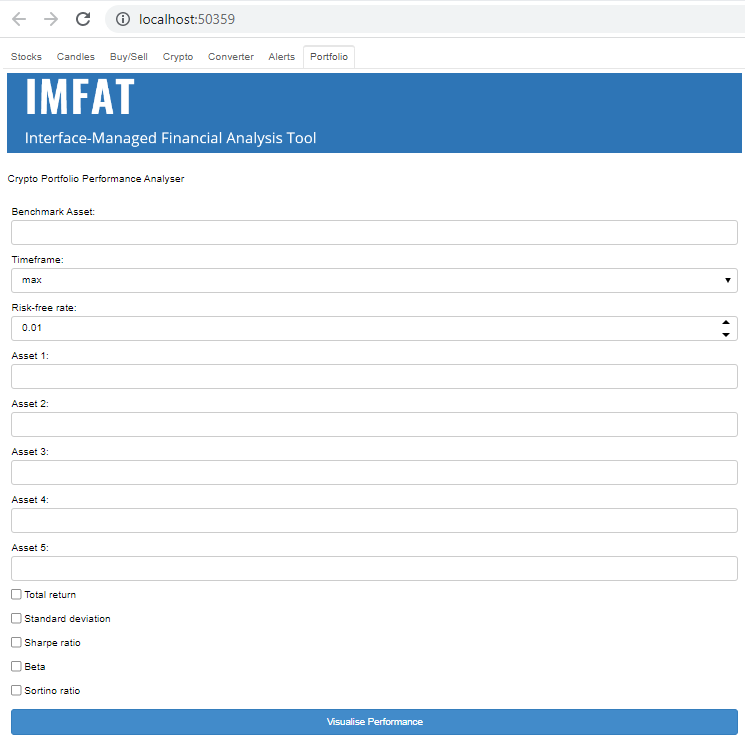 localhost:50359
Stocks Candles Buy/Sell Crypto Converter Alerts Portfolio
IMFAT
Interface-Managed Financial Analysis Tool
Crypto Portfolio Performance Analyser
Benchmark Asset:
Timeframe:
max
Risk-free rate:
0.01
Asset 1:
Asset 2:
Asset 3:
Asset 4:
Asset 5:
Total return
Standard deviation
Sharpe ratio
Beta
Sortino ratio
Visualise Performance